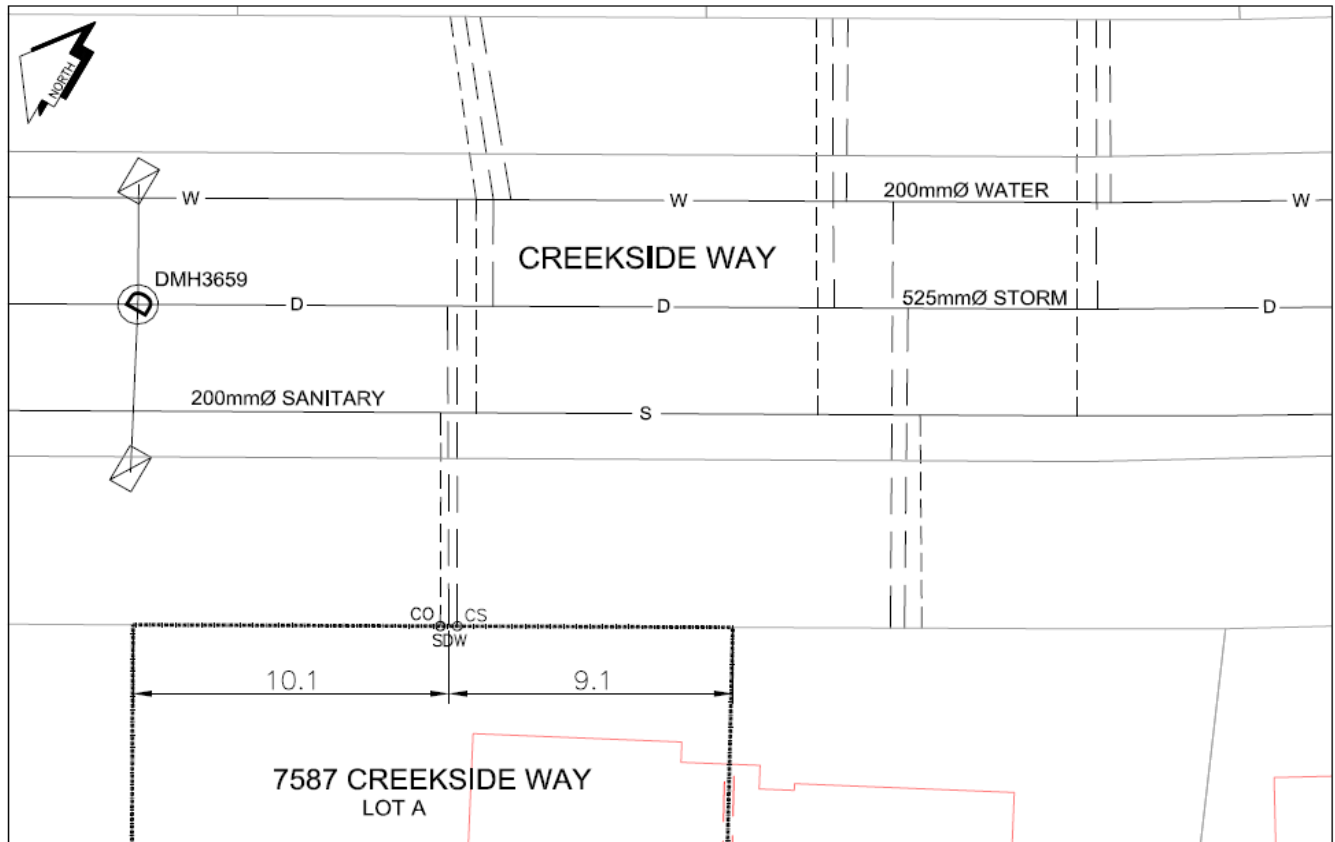 NORTH
W
W
200mmØ WATER
W
CREEKSIDE WAY
DMH3659
D
D
D
525mmØ STORM
D
200mmØ SANITARY
S
CO
CS
SDW
10.1
9.1
7587 CREEKSIDE WAY
LOT A